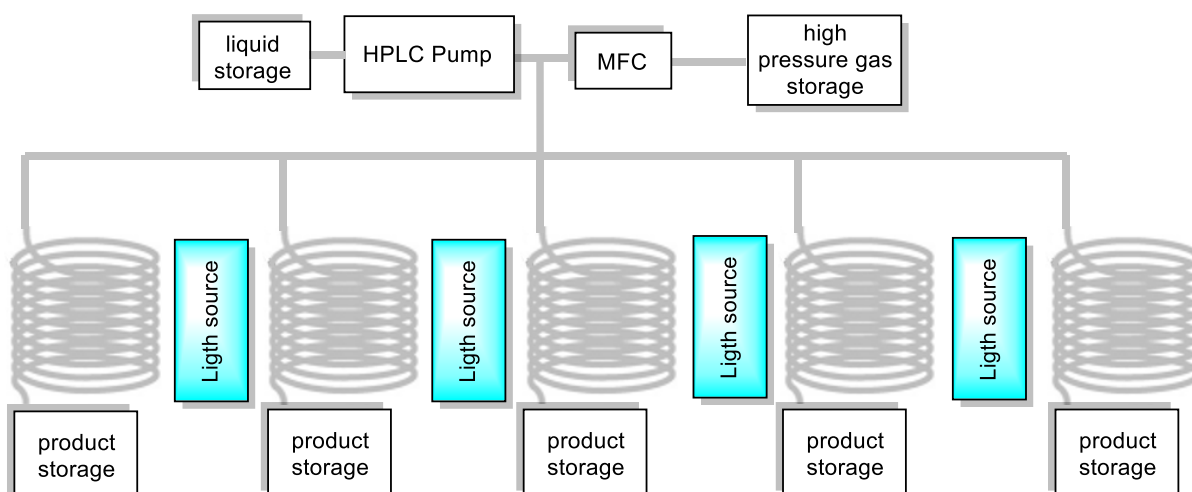 liquid
storage
HPLC Pump
MFC
high
pressure gas
storage
Ligth source
Ligth source
Ligth source
Ligth source
product
storage
product
storage
product
storage
product
storage
product
storage